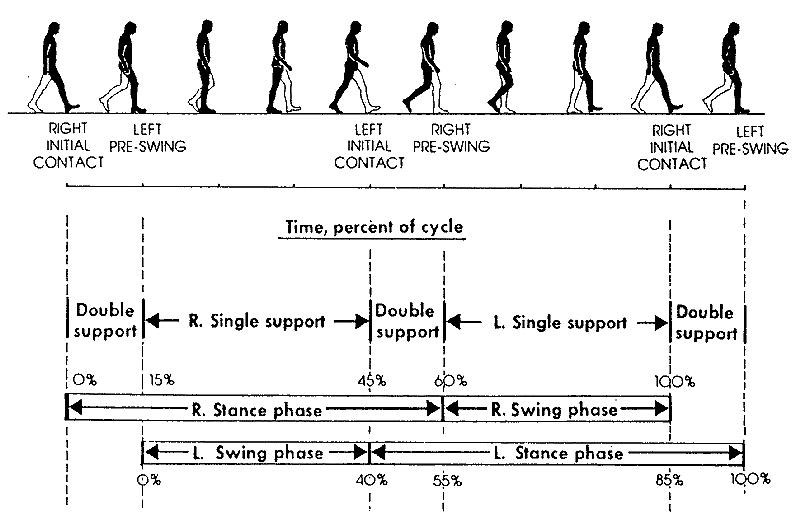 RIGHT INITIAL CONTACT
LEFT PRE-SWING
LEFT INITIAL CONTACT
RIGHT PRE-SWING
RIGHT INITIAL CONTACT
LEFT PRE-SWING
Time, percent of cycle
Double support
R. Single support
Double support
L. Single support
Double support
0% 15% 45% 60% 100%
R. Stance phase R. Swing phase
L. Swing phase L. Stance phase
0% 40% 55% 85% 100%